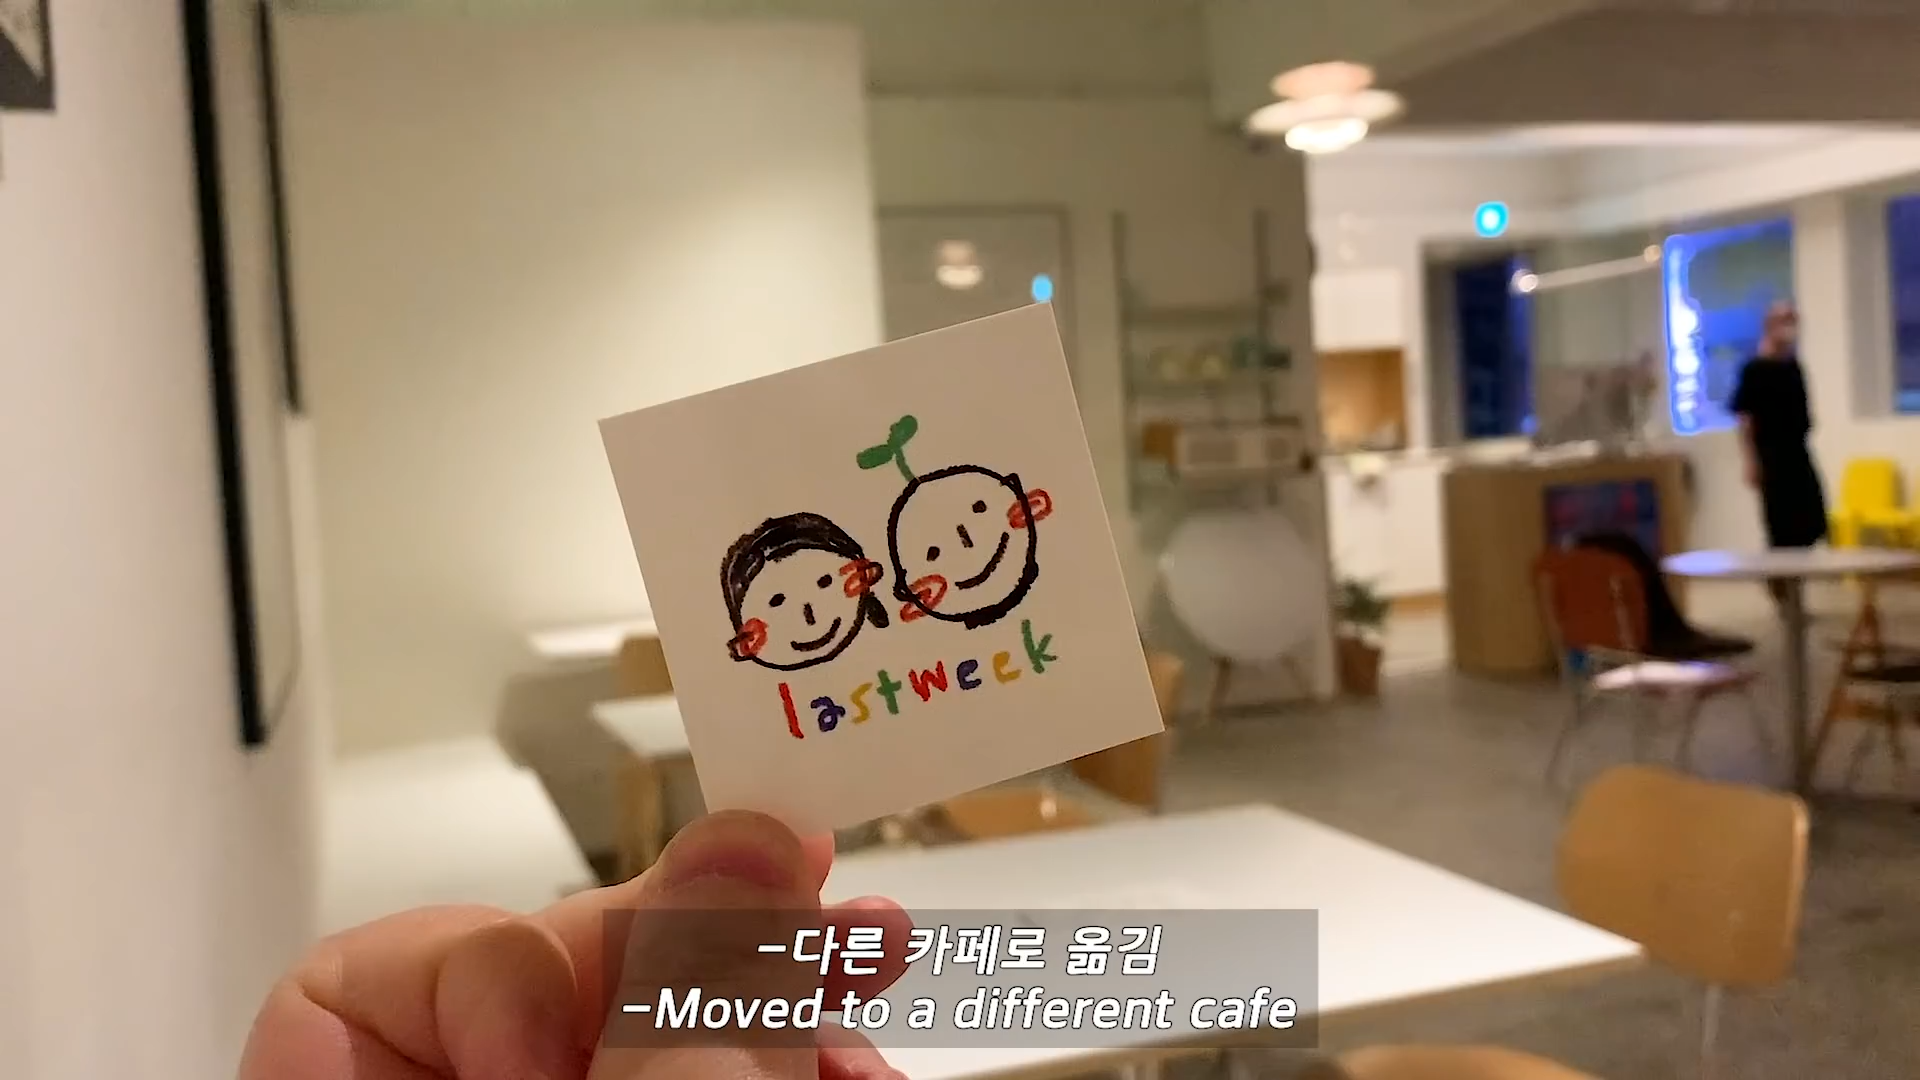 lastweek
-다른 카페로 옮김
-Moved to a different cafe